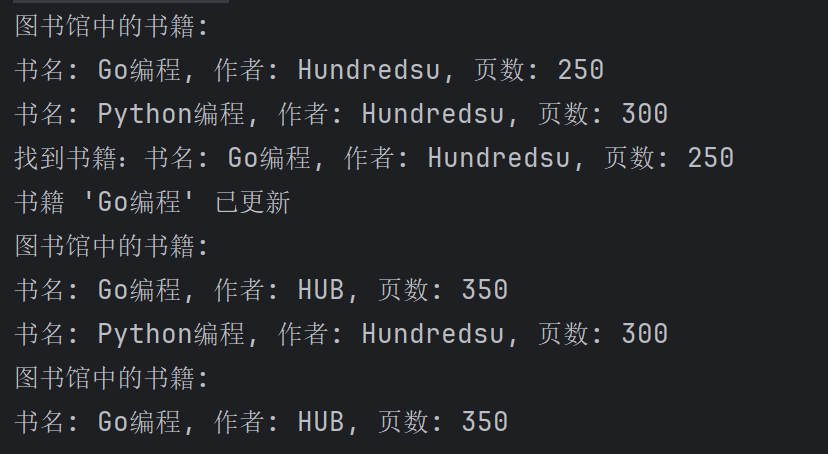 图书馆中的书籍:
书名: Go编程, 作者: Hundredsu, 页数: 250
书名: Python编程, 作者: Hundredsu, 页数: 300
找到书籍：书名: Go编程, 作者: Hundredsu, 页数: 250
书籍 'Go编程' 已更新
图书馆中的书籍:
书名: Go编程, 作者: HUB, 页数: 350
书名: Python编程, 作者: Hundredsu, 页数: 300
图书馆中的书籍:
书名: Go编程, 作者: HUB, 页数: 350